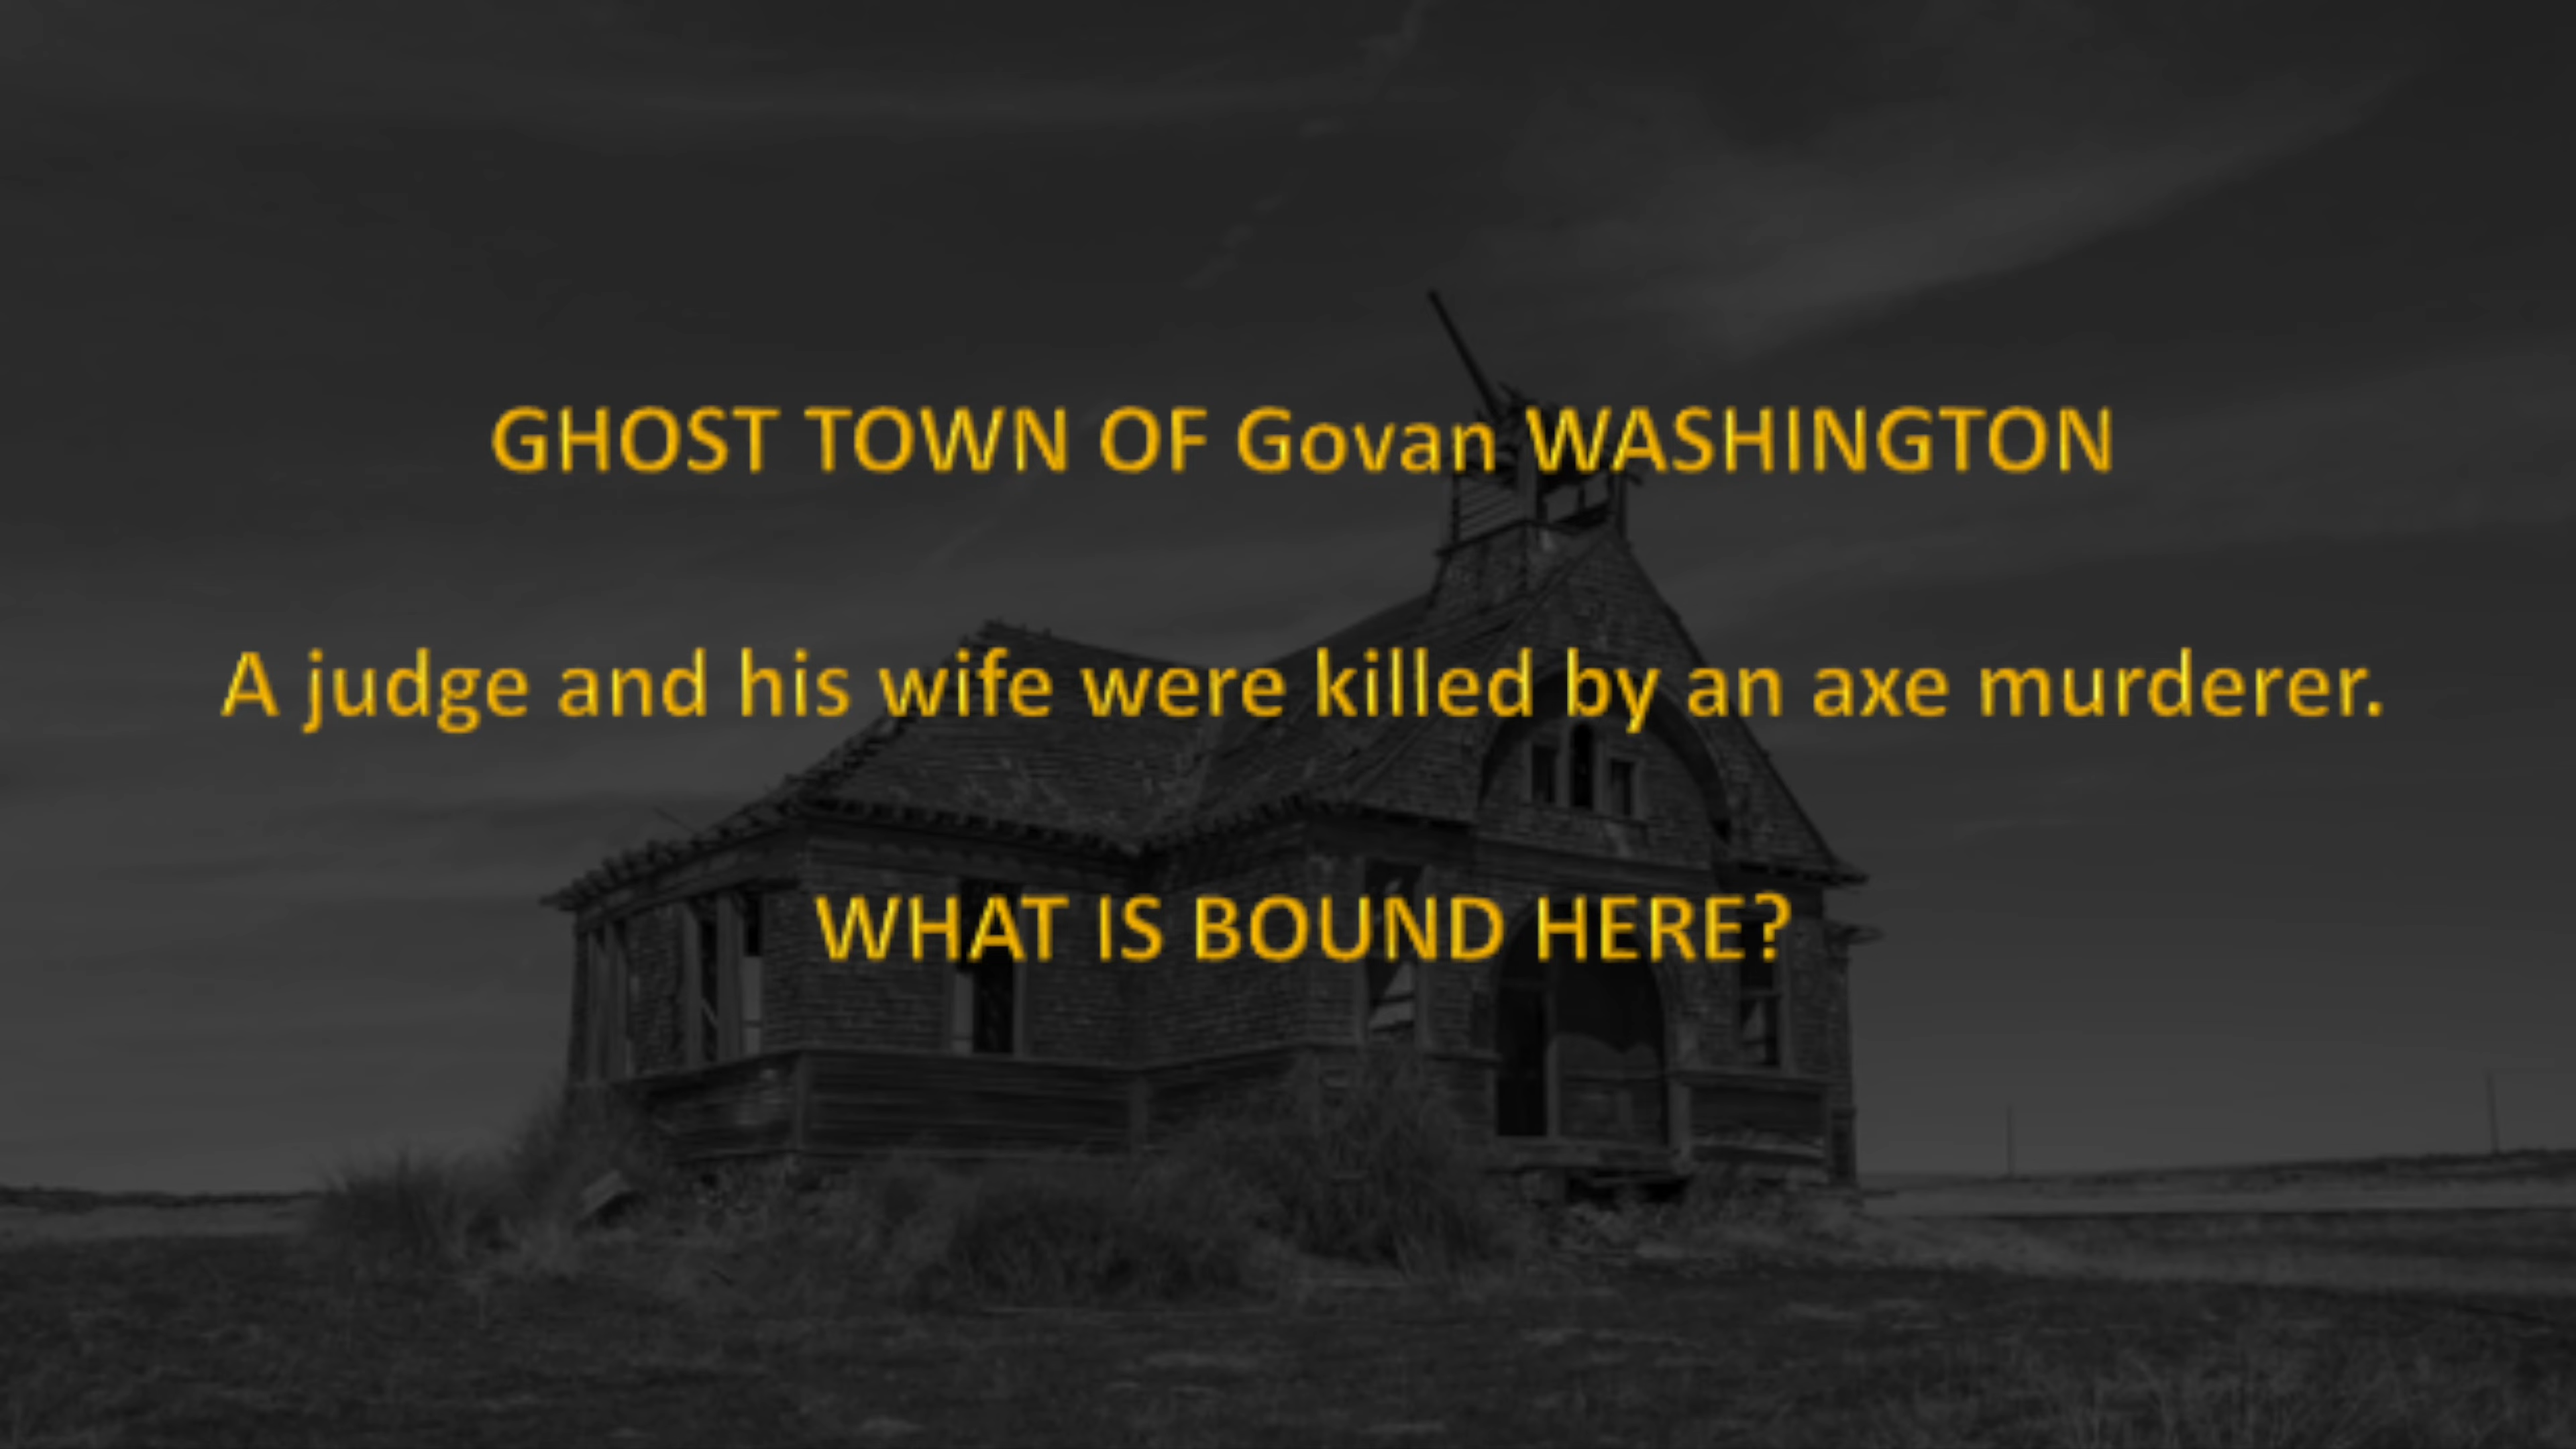 GHOST TOWN OF Govan WASHINGTON
A judge and his wife were killed by an axe murderer.
WHAT IS BOUND HERE?